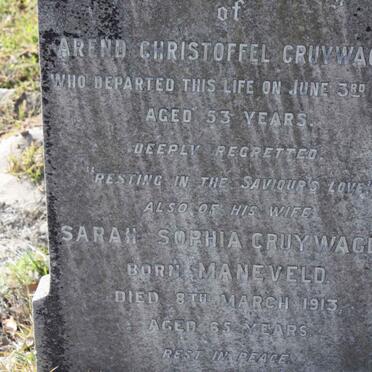 of
AREND CHRISTOFFEL CRUYWAG
WHO DEPARTED THIS LIFE ON JUNE 3RD
AGED 53 YEARS.
DEEPLY REGRETTED.
"RESTING IN THE SAVIOUR'S LOVE"
ALSO OF HIS WIFE
SARAH SOPHIA CRUYWAGE
BORN MANEVELD
DIED 8TH MARCH 1913,
AGED 65 YEARS
REST IN PEACE